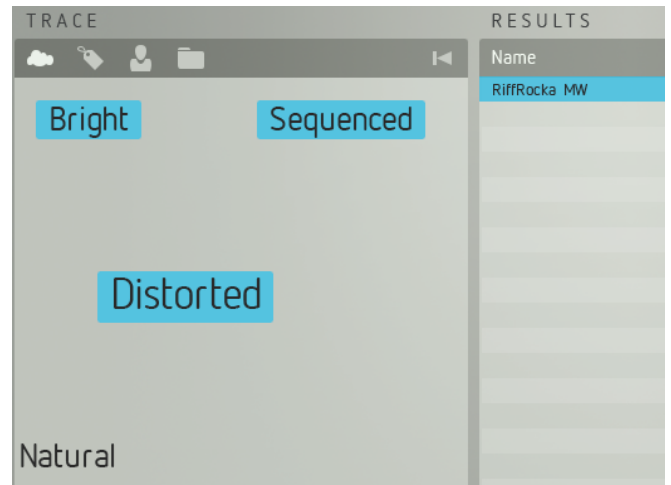 TRACE
RESULTS
Name
RiffRocka MW
Bright
Sequenced
Distorted
Natural